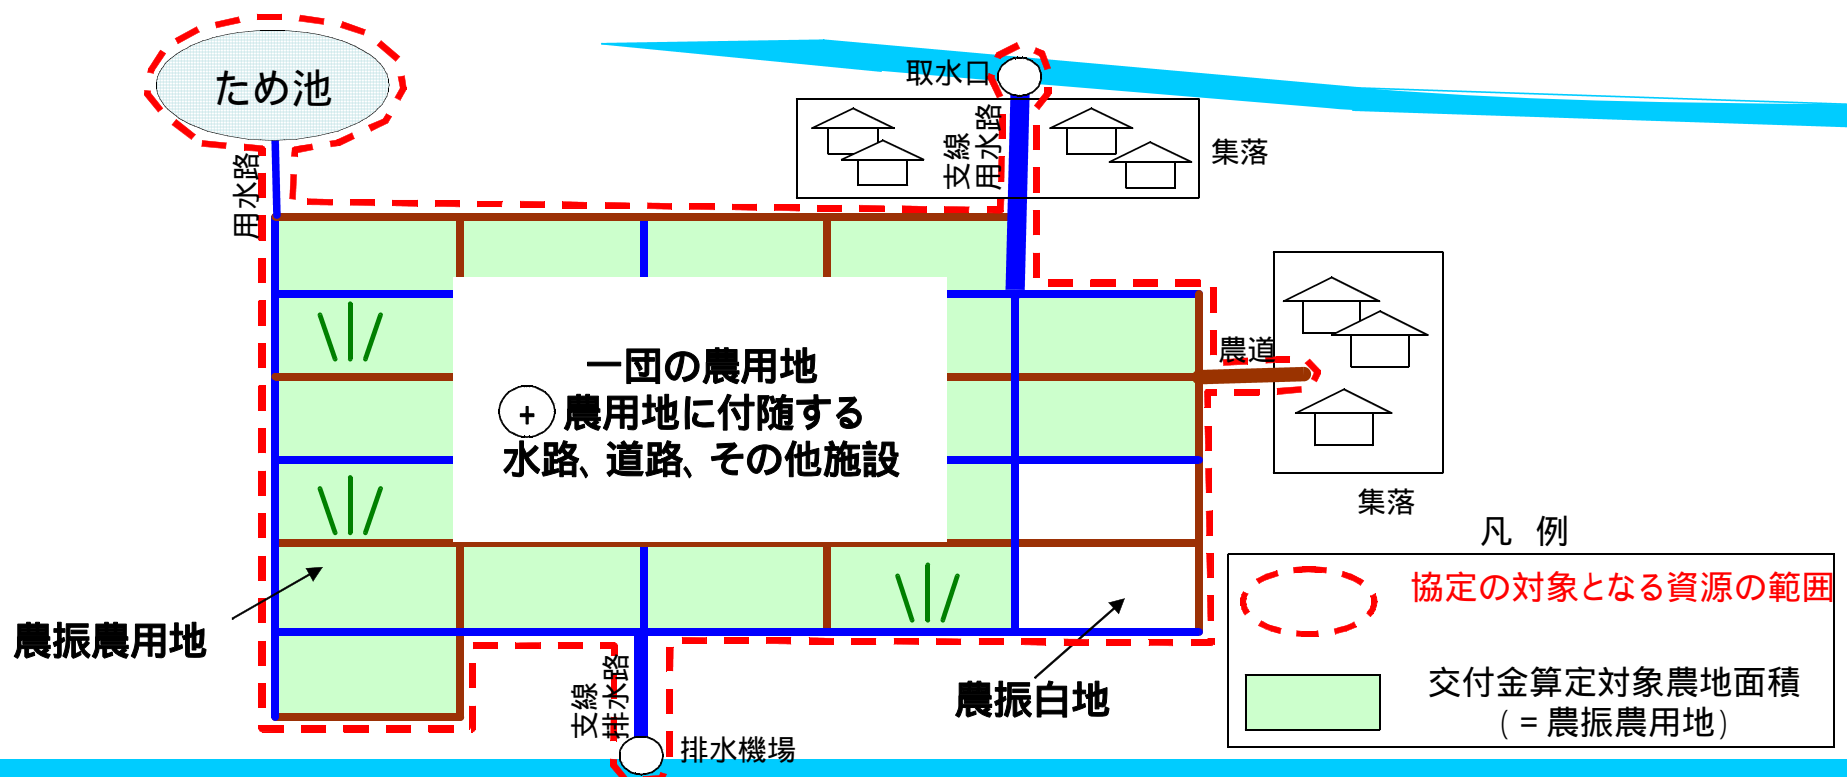 ため池
取水口
支線
用水路
集落
用水路
農道
集落
一団の農用地
+ 農用地に付随する
水路、道路、その他施設
農振農用地
農振白地
支線
排水路
排水機場
凡 例
協定の対象となる資源の範囲
交付金算定対象農地面積
(=農振農用地)